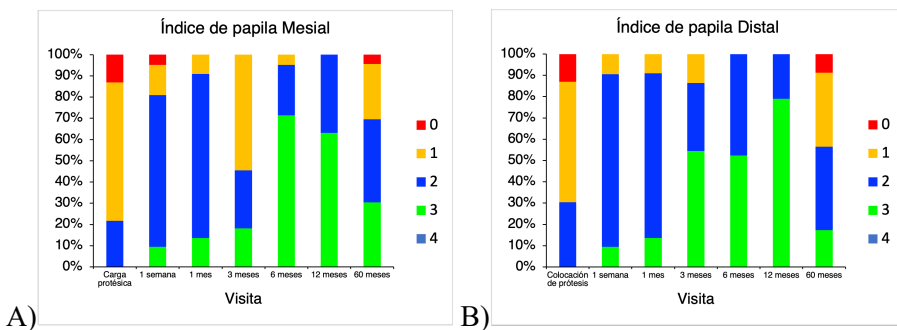 Índice de papila Mesial
100%
90%
80%
70%
60%
50%
40%
30%
20%
10%
0%
Carga protésica
1 semana
1 mes
3 meses
6 meses
12 meses
60 meses
Visita
0
1
2
3
4
A)
Índice de papila Distal
100%
90%
80%
70%
60%
50%
40%
30%
20%
10%
0%
Colocación de prótesis
1 semana
1 mes
3 meses
6 meses
12 meses
60 meses
Visita
0
1
2
3
4
B)